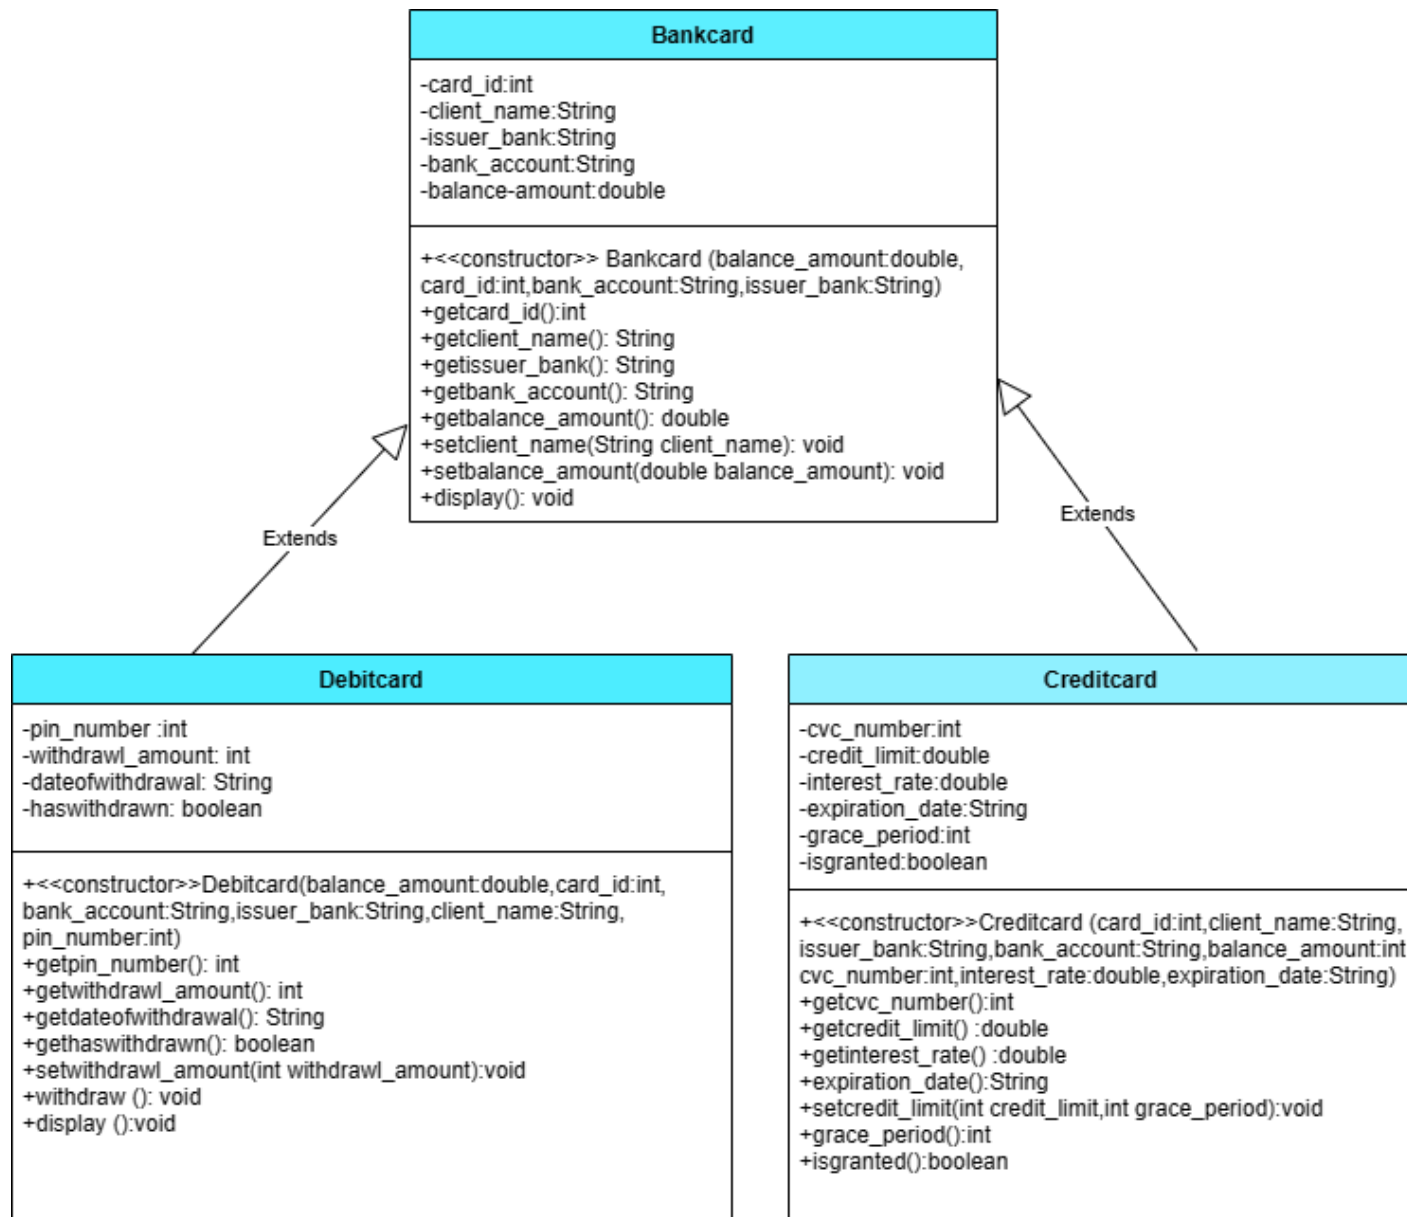 Bankcard
-card_id:int
-client_name:String
-issuer_bank:String
-bank_account:String
-balance-amount:double
+<<constructor>> Bankcard (balance_amount:double,
card_id:int,bank_account:String,issuer_bank:String)
+getcard_id():int
+getclient_name(): String
+getissuer_bank(): String
+getbank_account(): String
+getbalance_amount(): double
+setclient_name(String client_name): void
+setbalance_amount(double balance_amount): void
+display(): void
Extends
Extends
Debitcard
-pin_number :int
-withdrawl_amount: int
-dateofwithdrawal: String
-haswithdrawn: boolean
+<<constructor>>Debitcard(balance_amount:double,card_id:int,
bank_account:String,issuer_bank:String,client_name:String,
pin_number:int)
+getpin_number(): int
+getwithdrawl_amount(): int
+getdateofwithdrawal(): String
+gethaswithdrawn(): boolean
+setwithdrawl_amount(int withdrawl_amount):void
+withdraw (): void
+display ():void
Creditcard
-cvc_number:int
-credit_limit:double
-interest_rate:double
-expiration_date:String
-grace_period:int
-isgranted:boolean
+<<constructor>>Creditcard (card_id:int,client_name:String,
issuer_bank:String,bank_account:String,balance_amount:int
cvc_number:int,interest_rate:double,expiration_date:String)
+getcvc_number():int
+getcredit_limit() :double
+getinterest_rate() :double
+expiration_date():String
+setcredit_limit(int credit_limit,int grace_period):void
+grace_period():int
+isgranted():boolean